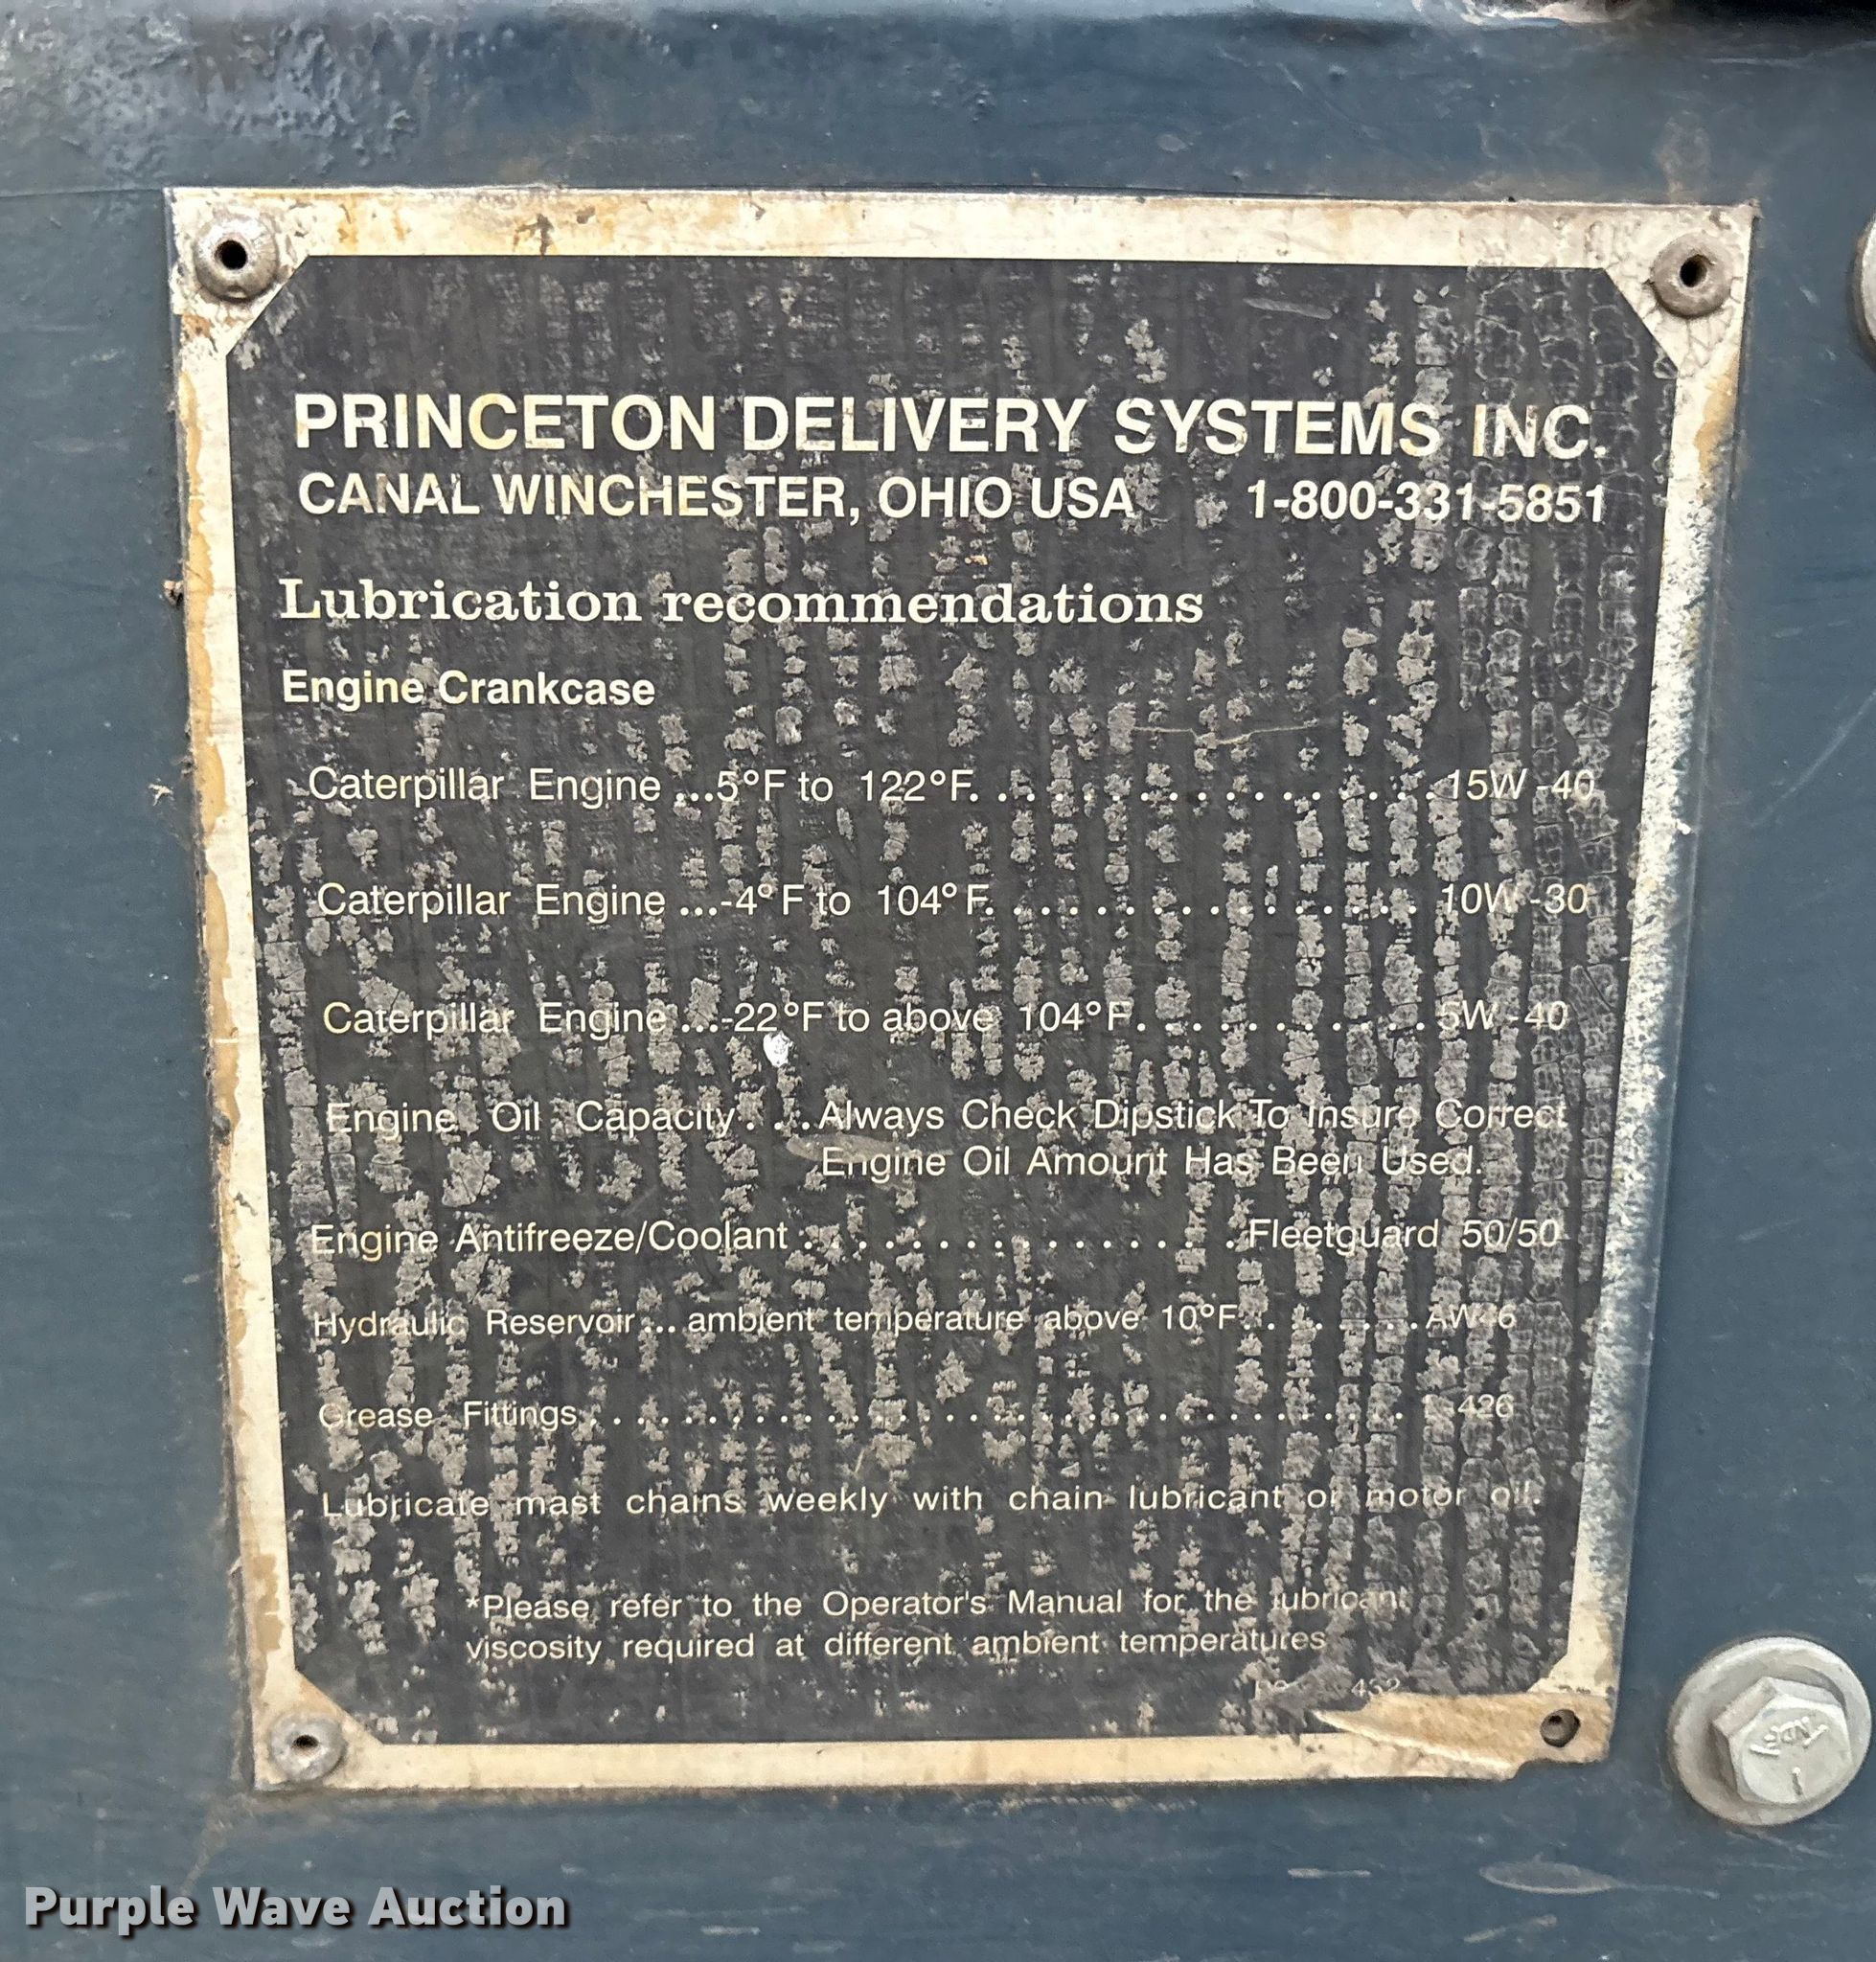 PRINCETON DELIVERY SYSTEMS INC.
CANAL WINCHESTER, OHIO USA 1-800-331-5851
Lubrication recommendations
Engine Crankcase
Caterpillar Engine ...5°F to 122°F. . . . . . . . . . . . . . . . . 15W -40
Caterpillar Engine ...-4°F to 104°F. . . . . . . . . . . . . . . . 10W -30
Caterpillar Engine ...-22°F to above 104°F. . . . . . . . . . . 5W -40
Engine Oil Capacity. . . .Always Check Dipstick To Insure Correct
Engine Oil Amount Has Been Used.
Engine Antifreeze/Coolant . . . . . . . . . . . . . . . . Fleetguard 50/50
Hydraulic Reservoir... ambient temperature above 10°F. . . . . . . . AW46
Grease Fittings. . . . . . . . . . . . . . . . . . . . . . . . . . . . .
Lubricate mast chains weekly with chain lubricant or motor oil.
*Please refer to the Operator's Manual for the lubricant
viscosity required at different ambient temperatures
Purple Wave Auction